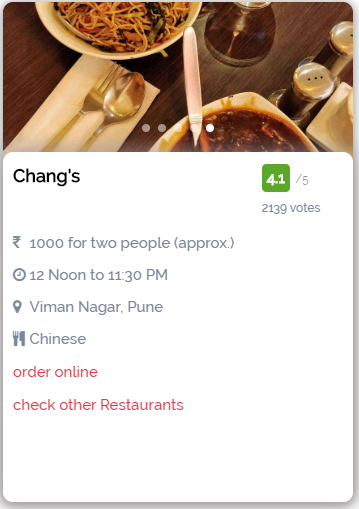 Chang's
4.1 /5
2139 votes
₹ 1000 for two people (approx.)
12 Noon to 11:30 PM
Viman Nagar, Pune
Chinese
order online
check other Restaurants